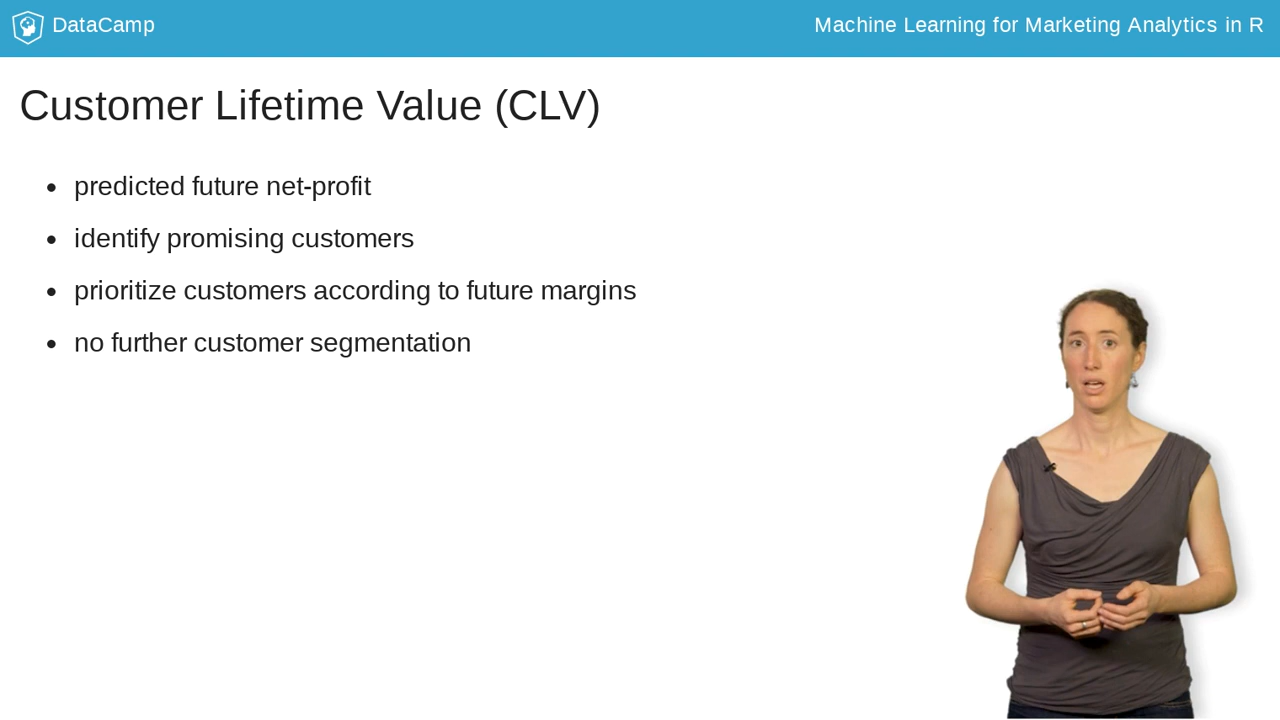 DataCamp
Machine Learning for Marketing Analytics in R
Customer Lifetime Value (CLV)
predicted future net-profit
identify promising customers
prioritize customers according to future margins
no further customer segmentation